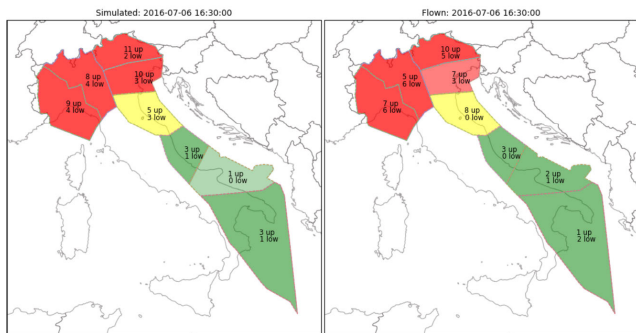 Simulated: 2016-07-06 16:30:00
11 up
2 low
8 up
4 low
10 up
3 low
9 up
4 low
5 up
3 low
3 up
1 low
1 up
0 low
3 up
1 low
Flown: 2016-07-06 16:30:00
10 up
5 low
5 up
6 low
7 up
3 low
7 up
6 low
8 up
0 low
3 up
0 low
2 up
1 low
1 up
2 low